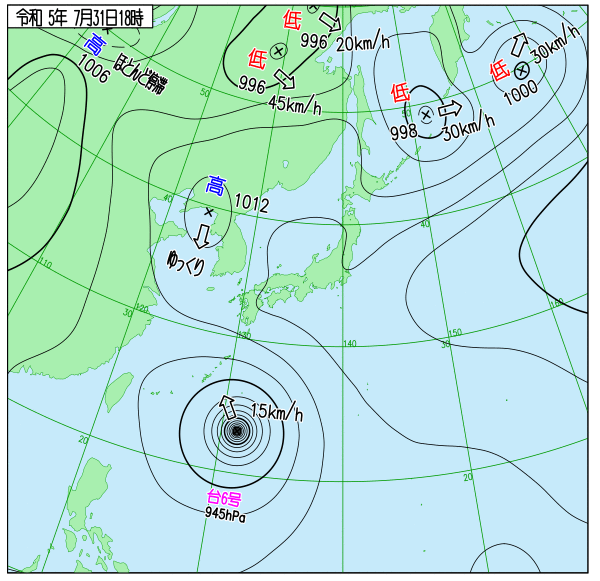 令和 5年 7月31日18時
高
1006
ほとんど停滞
低
996
45km/h
低
996
20km/h
低
998
30km/h
低
1000
30km/h
50
50
高
1012
ゆっくり
40
40
110
30
120
130
140
150
30
160
15km/h
台6号
945hPa
20
20